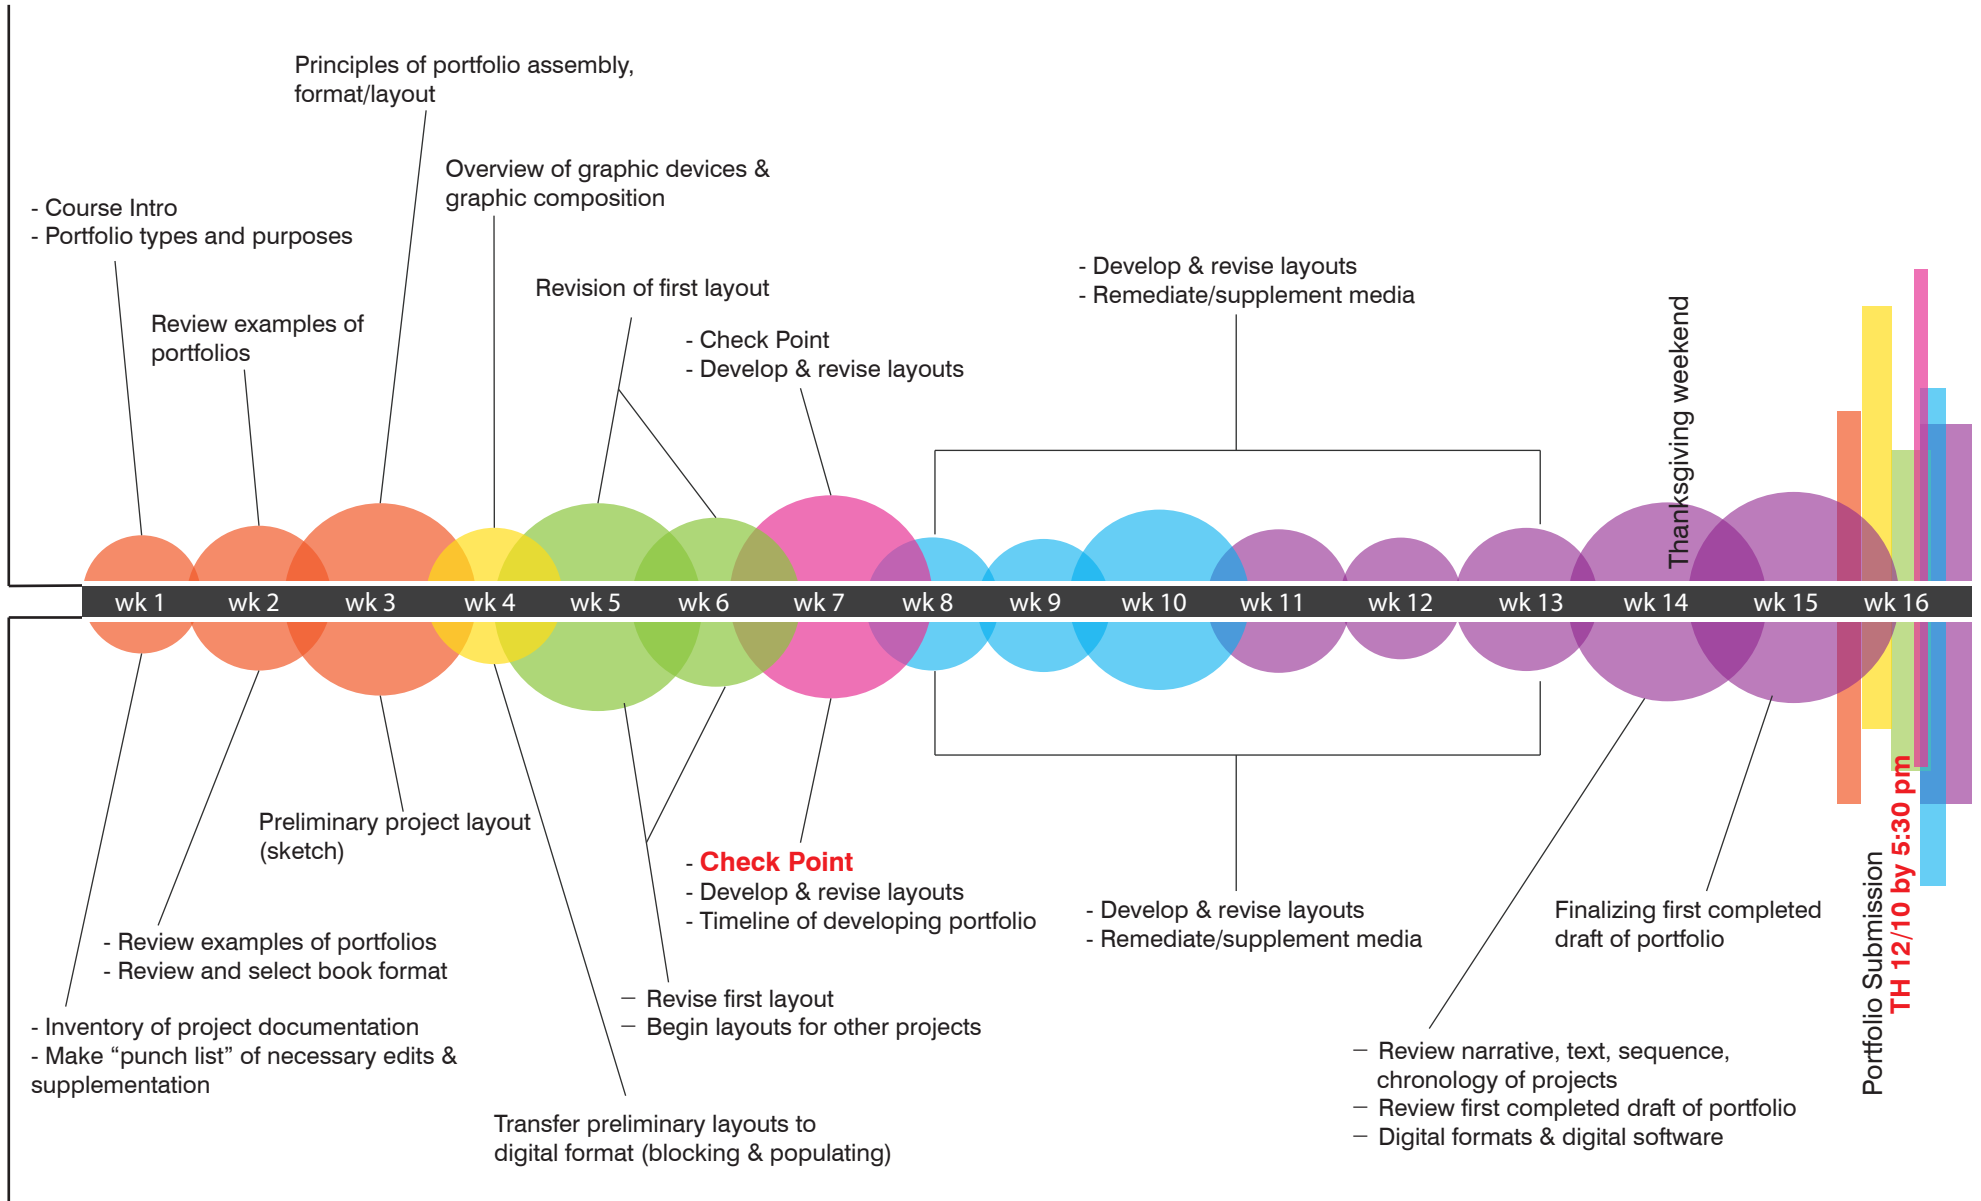 Principles of portfolio assembly,
format/layout
Overview of graphic devices &
graphic composition
- Course Intro
- Portfolio types and purposes
Review examples of
portfolios
Revision of first layout
- Check Point
- Develop & revise layouts
- Develop & revise layouts
- Remediate/supplement media
Thanksgiving weekend
wk 1
wk 2
wk 3
wk 4
wk 5
wk 6
wk 7
wk 8
wk 9
wk 10
wk 11
wk 12
wk 13
wk 14
wk 15
wk 16
Preliminary project layout
(sketch)
- Check Point
- Develop & revise layouts
- Timeline of developing portfolio
- Develop & revise layouts
- Remediate/supplement media
Finalizing first completed
draft of portfolio
Portfolio Submission
TH 12/10 by 5:30 pm
- Review examples of portfolios
- Review and select book format
– Revise first layout
– Begin layouts for other projects
- Inventory of project documentation
- Make “punch list” of necessary edits &
supplementation
– Review narrative, text, sequence,
chronology of projects
– Review first completed draft of portfolio
– Digital formats & digital software
Transfer preliminary layouts to
digital format (blocking & populating)